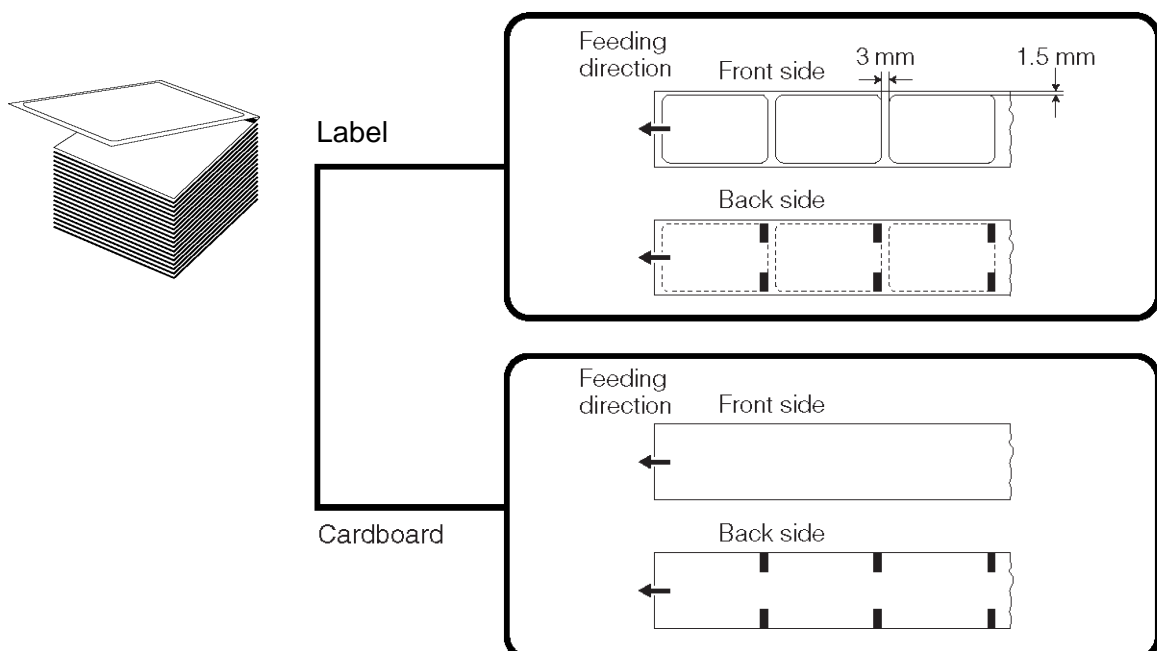 Feeding
direction
Front side
3 mm
1.5 mm
Label
Back side
Feeding
direction
Front side
Cardboard
Back side